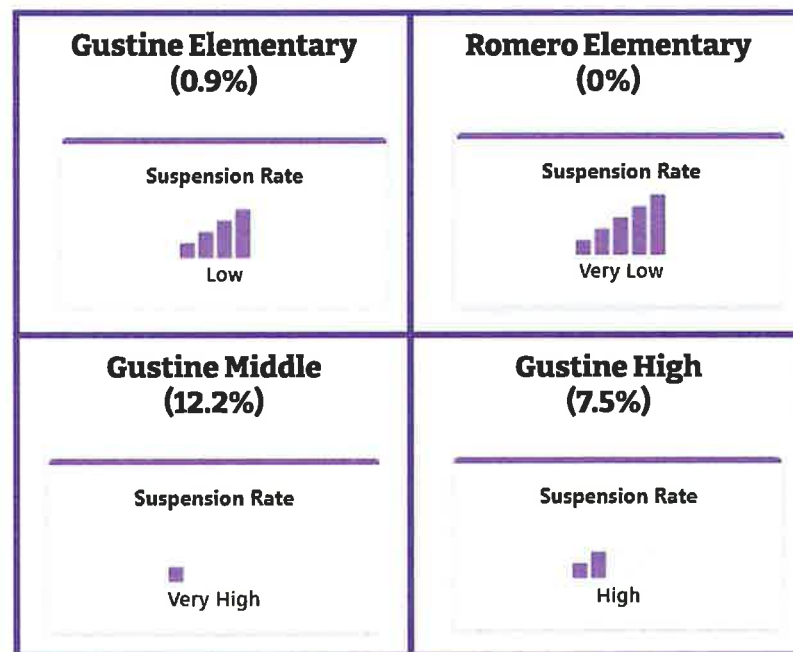 Gustine Elementary
(0.9%)
Suspension Rate
Low
Romero Elementary
(0%)
Suspension Rate
Very Low
Gustine Middle
(12.2%)
Suspension Rate
Very High
Gustine High
(7.5%)
Suspension Rate
High